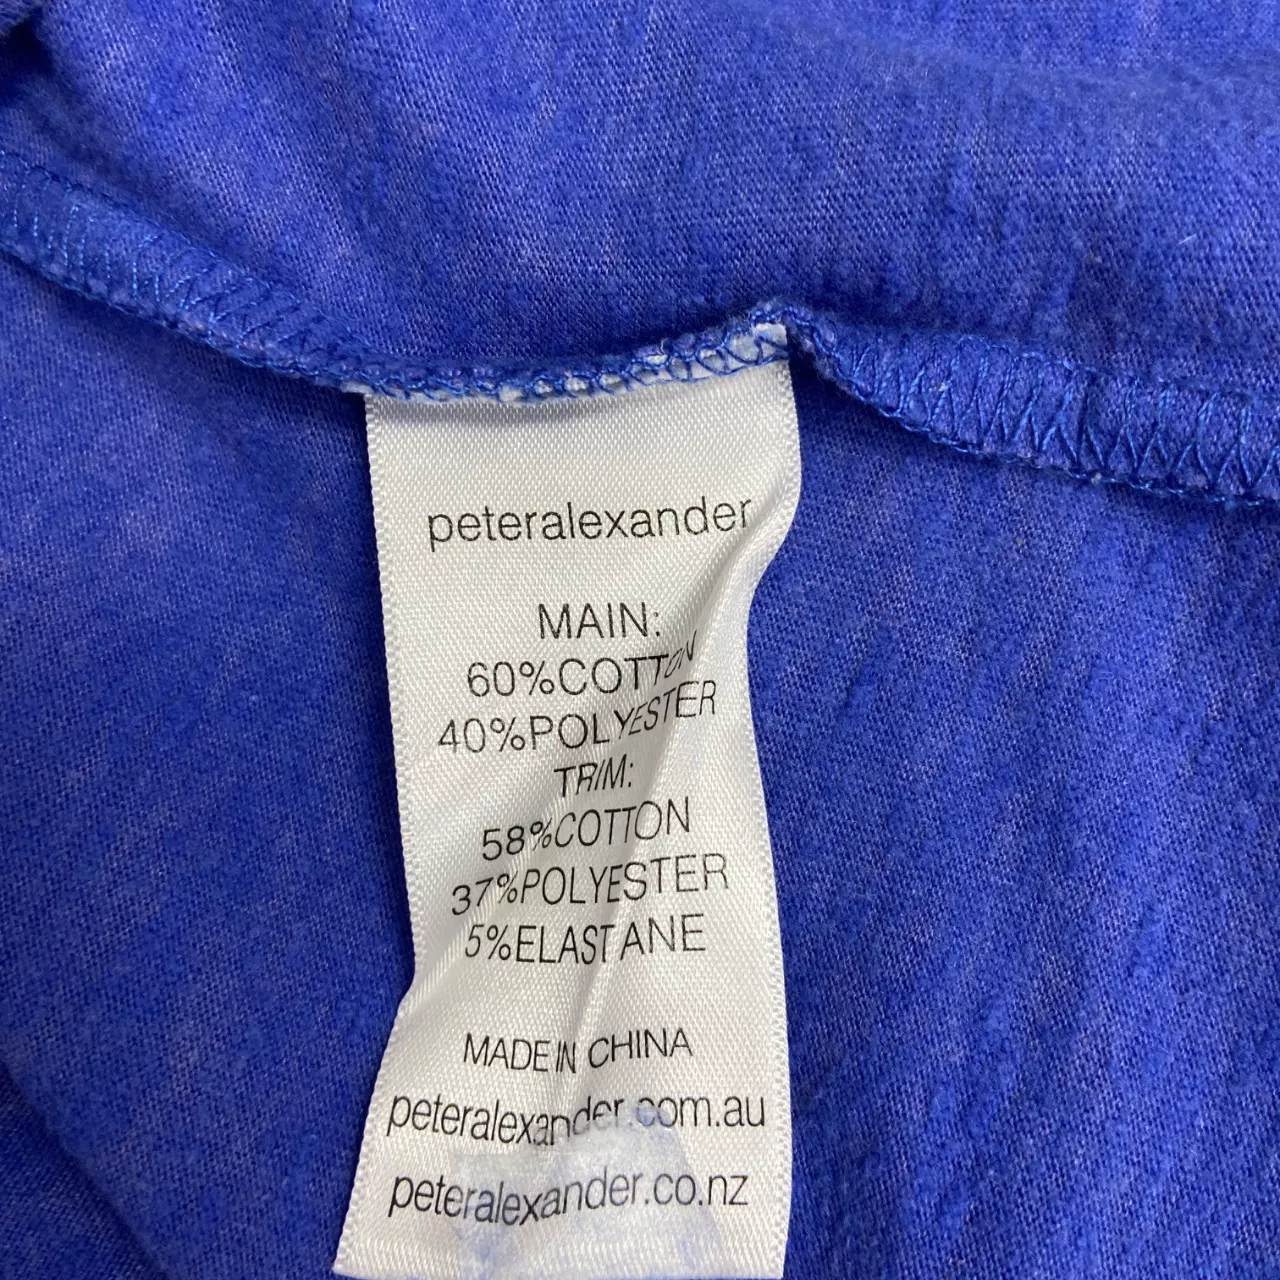 peteralexander
MAIN:
60%COTTON
40%POLYESTER
TRIM:
58%COTTON
37%POLYESTER
5%ELASTANE
MADE IN CHINA
peteralexander.com.au
peteralexander.co.nz